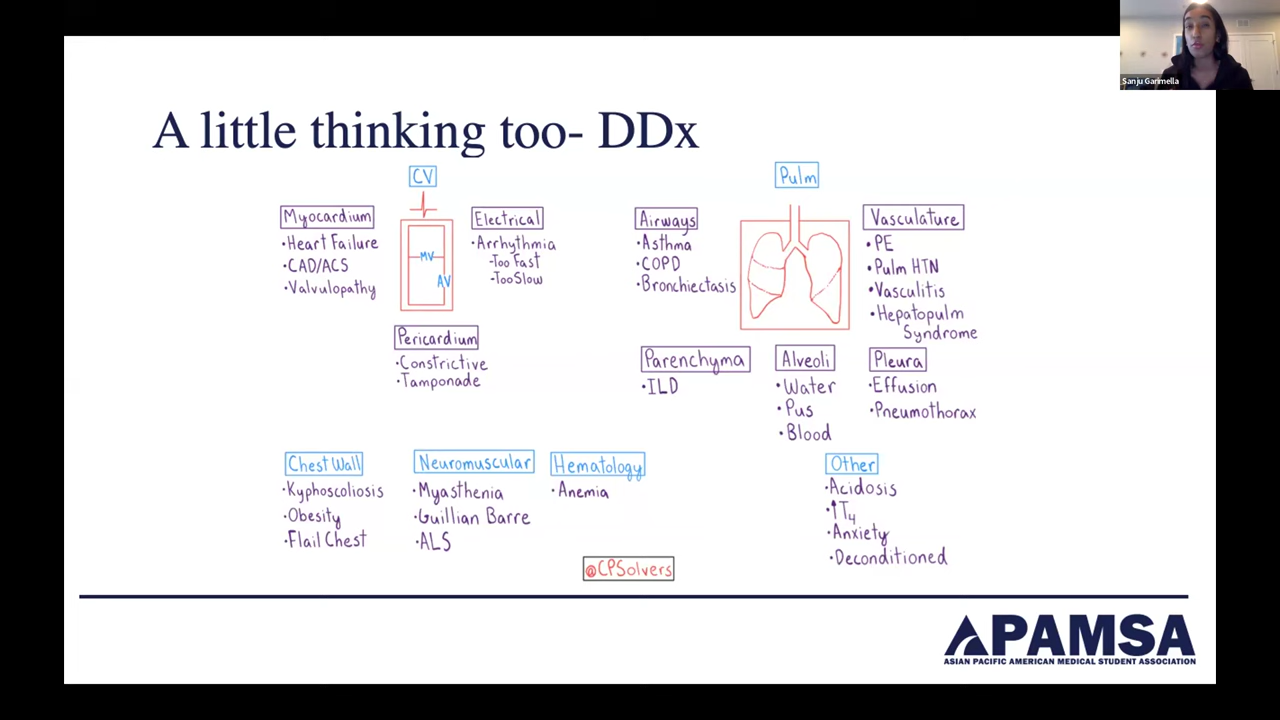 Sanju Garimella
A little thinking too- DDx
CV
Myocardium
•Heart Failure
•CAD/ACS
•Valvulopathy
MV
AV
Electrical
•Arrhythmia
-Too Fast
-Too Slow
Pericardium
•Constrictive
•Tamponade
Pulm
Airways
•Asthma
•COPD
•Bronchiectasis
Vasculature
•PE
•Pulm HTN
•Vasculitis
•Hepatopulm
Syndrome
Parenchyma
•ILD
Alveoli
•Water
•Pus
•Blood
Pleura
•Effusion
•Pneumothorax
Chest Wall
•Kyphoscoliosis
•Obesity
•Flail Chest
Neuromuscular
•Myasthenia
•Guillian Barre
•ALS
Hematology
•Anemia
Other
•Acidosis
•↑T4
•Anxiety
•Deconditioned
@CPSolvers
APAMSA
ASIAN PACIFIC AMERICAN MEDICAL STUDENT ASSOCIATION